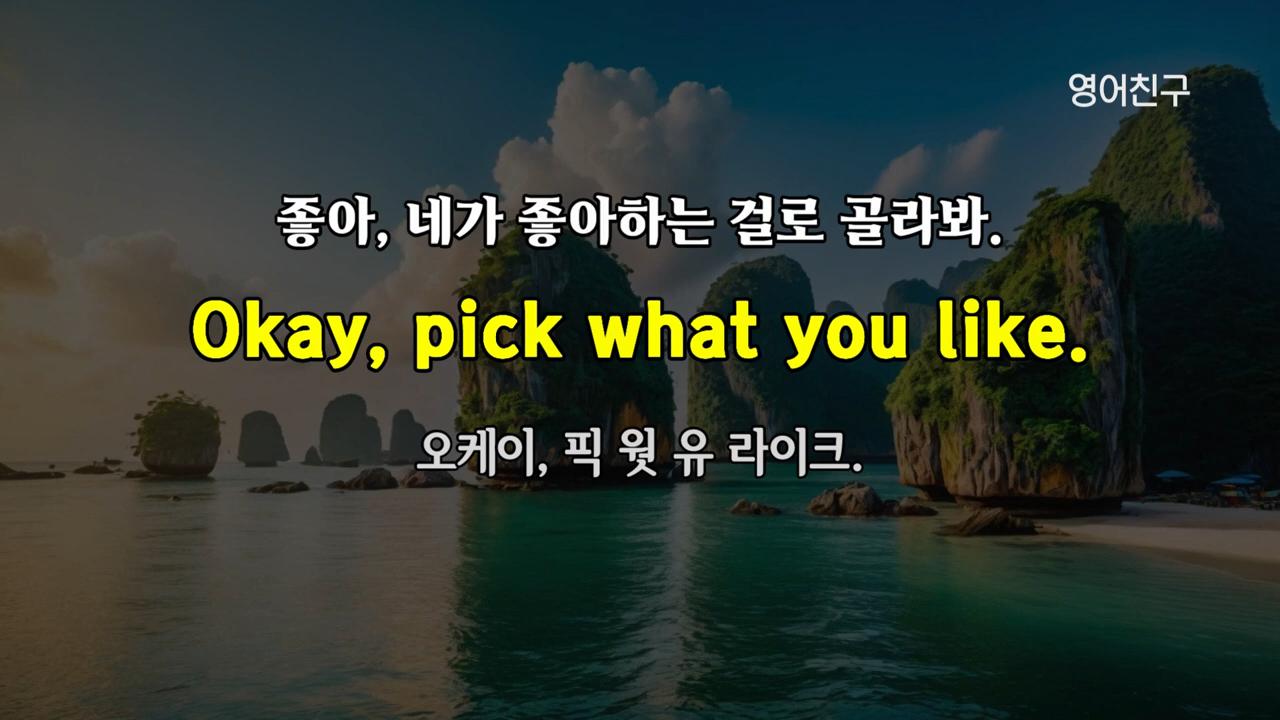 영어친구
좋아, 네가 좋아하는 걸로 골라봐.
Okay, pick what you like.
오케이, 픽 웟 유 라이크.